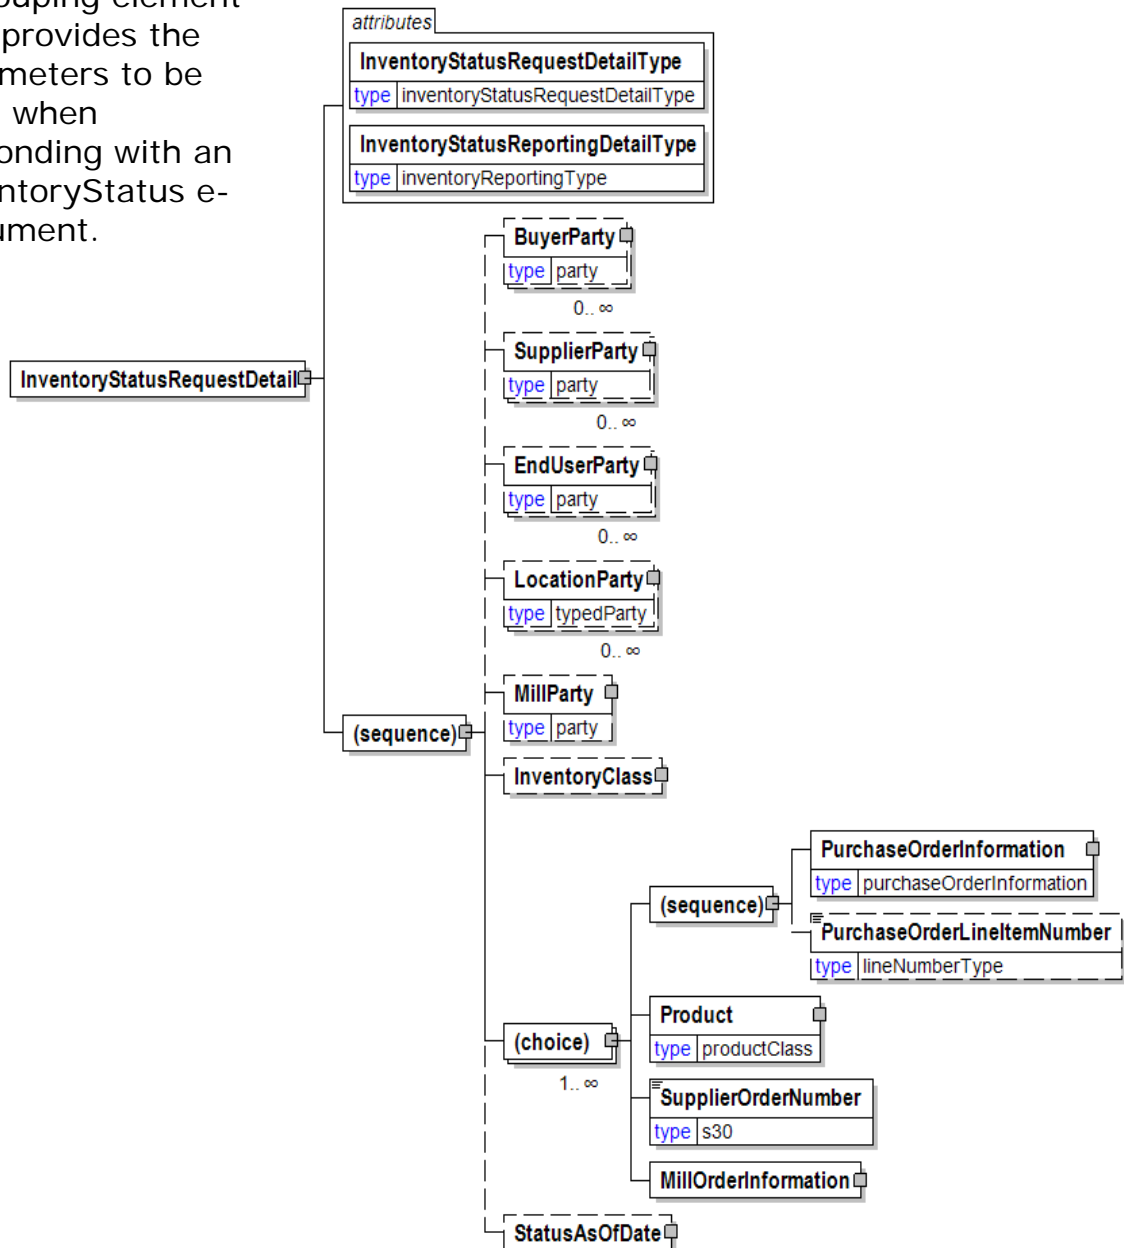 provides the
meters to be
when
onding with an
ntoryStatus e-
ument.
attributes
InventoryStatusRequestDetailType
type inventoryStatusRequestDetailType
InventoryStatusReportingDetailType
type inventoryReportingType
InventoryStatusRequestDetail
(sequence)
BuyerParty
type party
0.. ∞
SupplierParty
type party
0.. ∞
EndUserParty
type party
0.. ∞
LocationParty
type typedParty
0.. ∞
MillParty
type party
InventoryClass
(choice)
1.. ∞
(sequence)
PurchaseOrderInformation
type purchaseOrderInformation
PurchaseOrderLineItemNumber
type lineNumberType
Product
type productClass
SupplierOrderNumber
type s30
MillOrderInformation
StatusAsOfDate